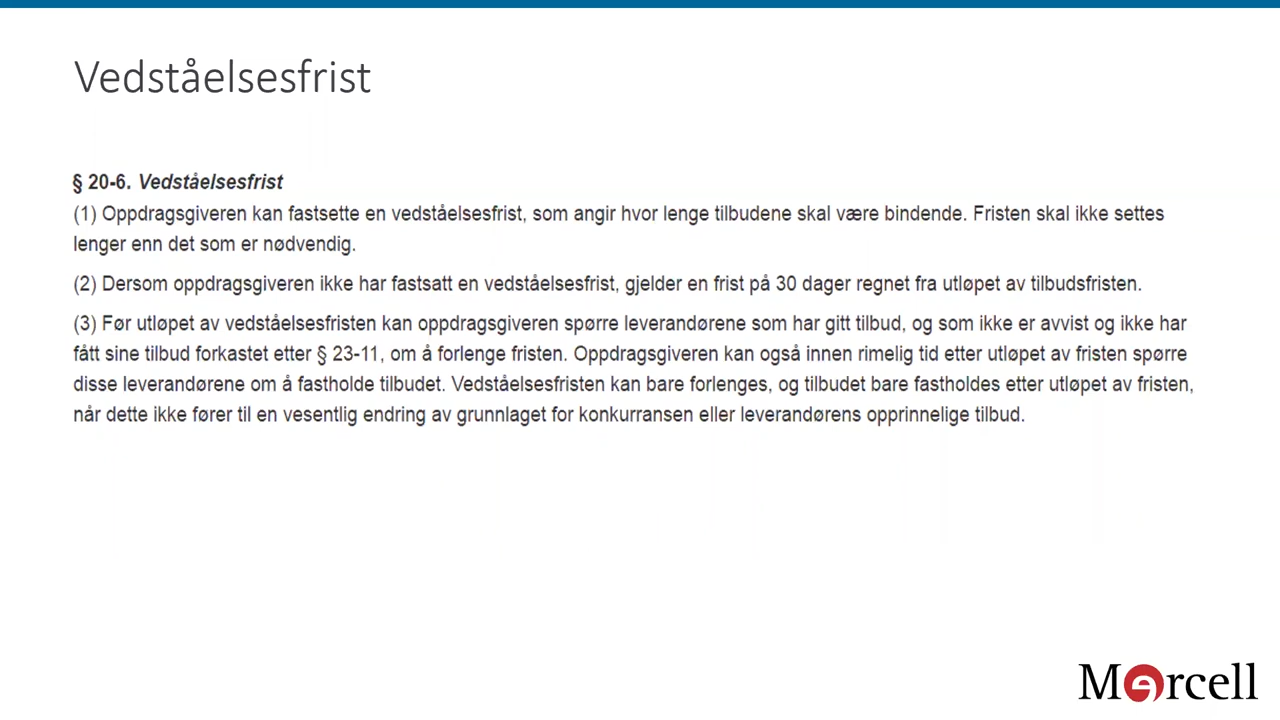 Vedståelsesfrist
§ 20-6. Vedståelsesfrist
(1) Oppdragsgiveren kan fastsette en vedståelsesfrist, som angir hvor lenge tilbudene skal være bindende. Fristen skal ikke settes
lenger enn det som er nødvendig.
(2) Dersom oppdragsgiveren ikke har fastsatt en vedståelsesfrist, gjelder en frist på 30 dager regnet fra utløpet av tilbudsfristen.
(3) Før utløpet av vedståelsesfristen kan oppdragsgiveren spørre leverandørene som har gitt tilbud, og som ikke er avvist og ikke har
fått sine tilbud forkastet etter § 23-11, om å forlenge fristen. Oppdragsgiveren kan også innen rimelig tid etter utløpet av fristen spørre
disse leverandørene om å fastholde tilbudet. Vedståelsesfristen kan bare forlenges, og tilbudet bare fastholdes etter utløpet av fristen,
når dette ikke fører til en vesentlig endring av grunnlaget for konkurransen eller leverandørens opprinnelige tilbud.
Mercell